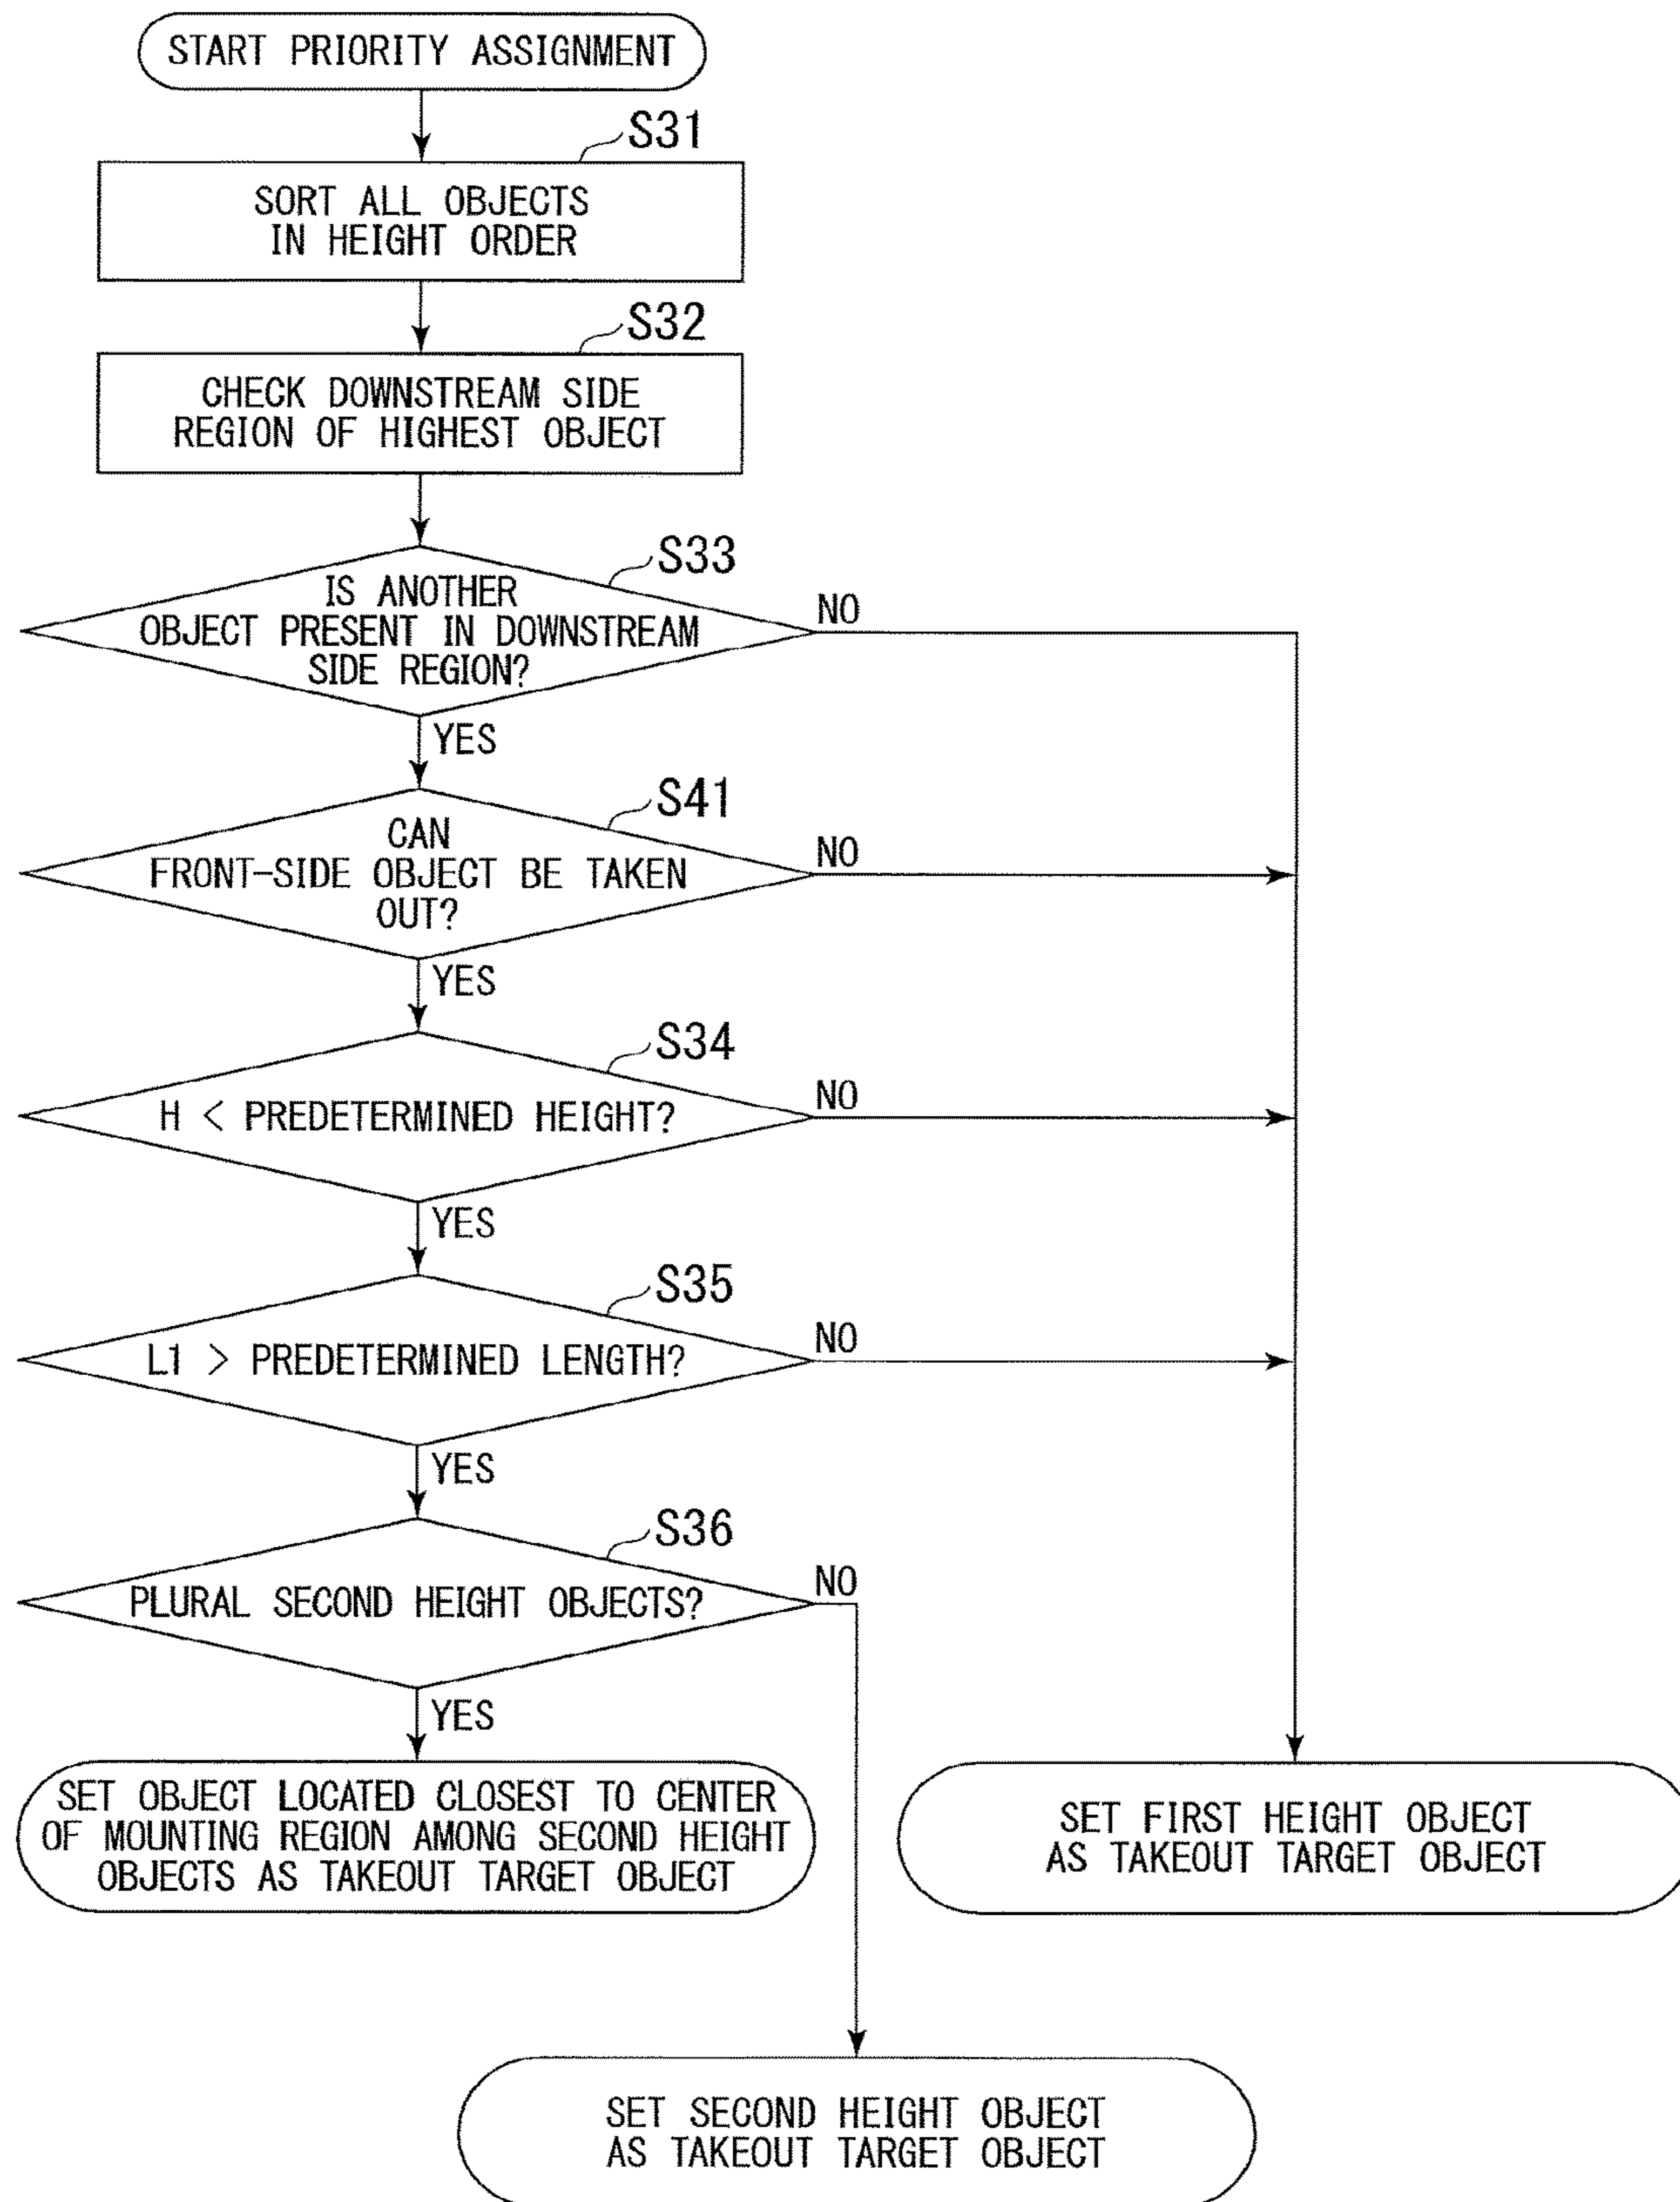 START PRIORITY ASSIGNMENT
S31
SORT ALL OBJECTS
IN HEIGHT ORDER
S32
CHECK DOWNSTREAM SIDE
REGION OF HIGHEST OBJECT
S33
IS ANOTHER
OBJECT PRESENT IN DOWNSTREAM
SIDE REGION?
NO
YES
S41
CAN
FRONT-SIDE OBJECT BE TAKEN
OUT?
NO
YES
S34
H < PREDETERMINED HEIGHT?
NO
YES
S35
L1 > PREDETERMINED LENGTH?
NO
YES
S36
PLURAL SECOND HEIGHT OBJECTS?
NO
YES
SET OBJECT LOCATED CLOSEST TO CENTER
OF MOUNTING REGION AMONG SECOND HEIGHT
OBJECTS AS TAKEOUT TARGET OBJECT
SET FIRST HEIGHT OBJECT
AS TAKEOUT TARGET OBJECT
SET SECOND HEIGHT OBJECT
AS TAKEOUT TARGET OBJECT